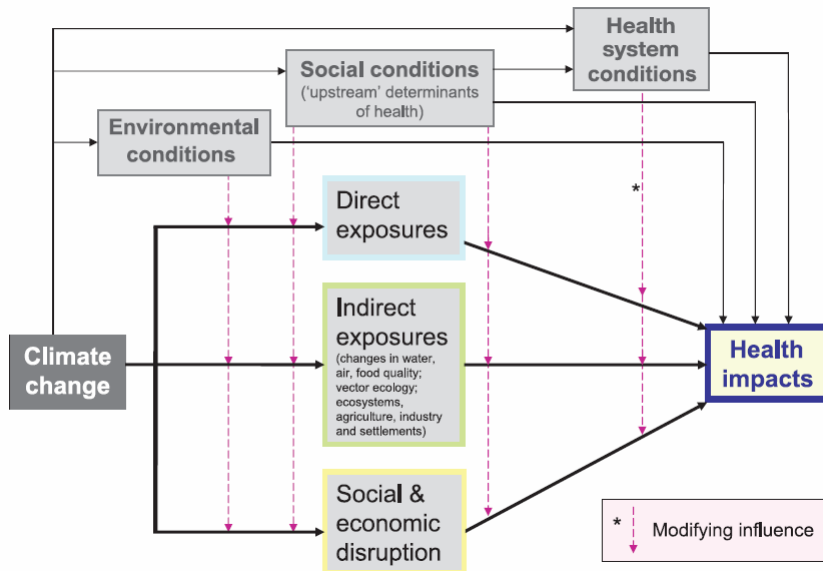 Health
system
conditions
Social conditions
(‘upstream’ determinants
of health)
Environmental
conditions
Direct
exposures
*
Indirect
exposures
(changes in water,
air, food quality;
vector ecology;
ecosystems,
agriculture, industry
and settlements)
Climate
change
Health
impacts
Social &
economic
disruption
* Modifying influence